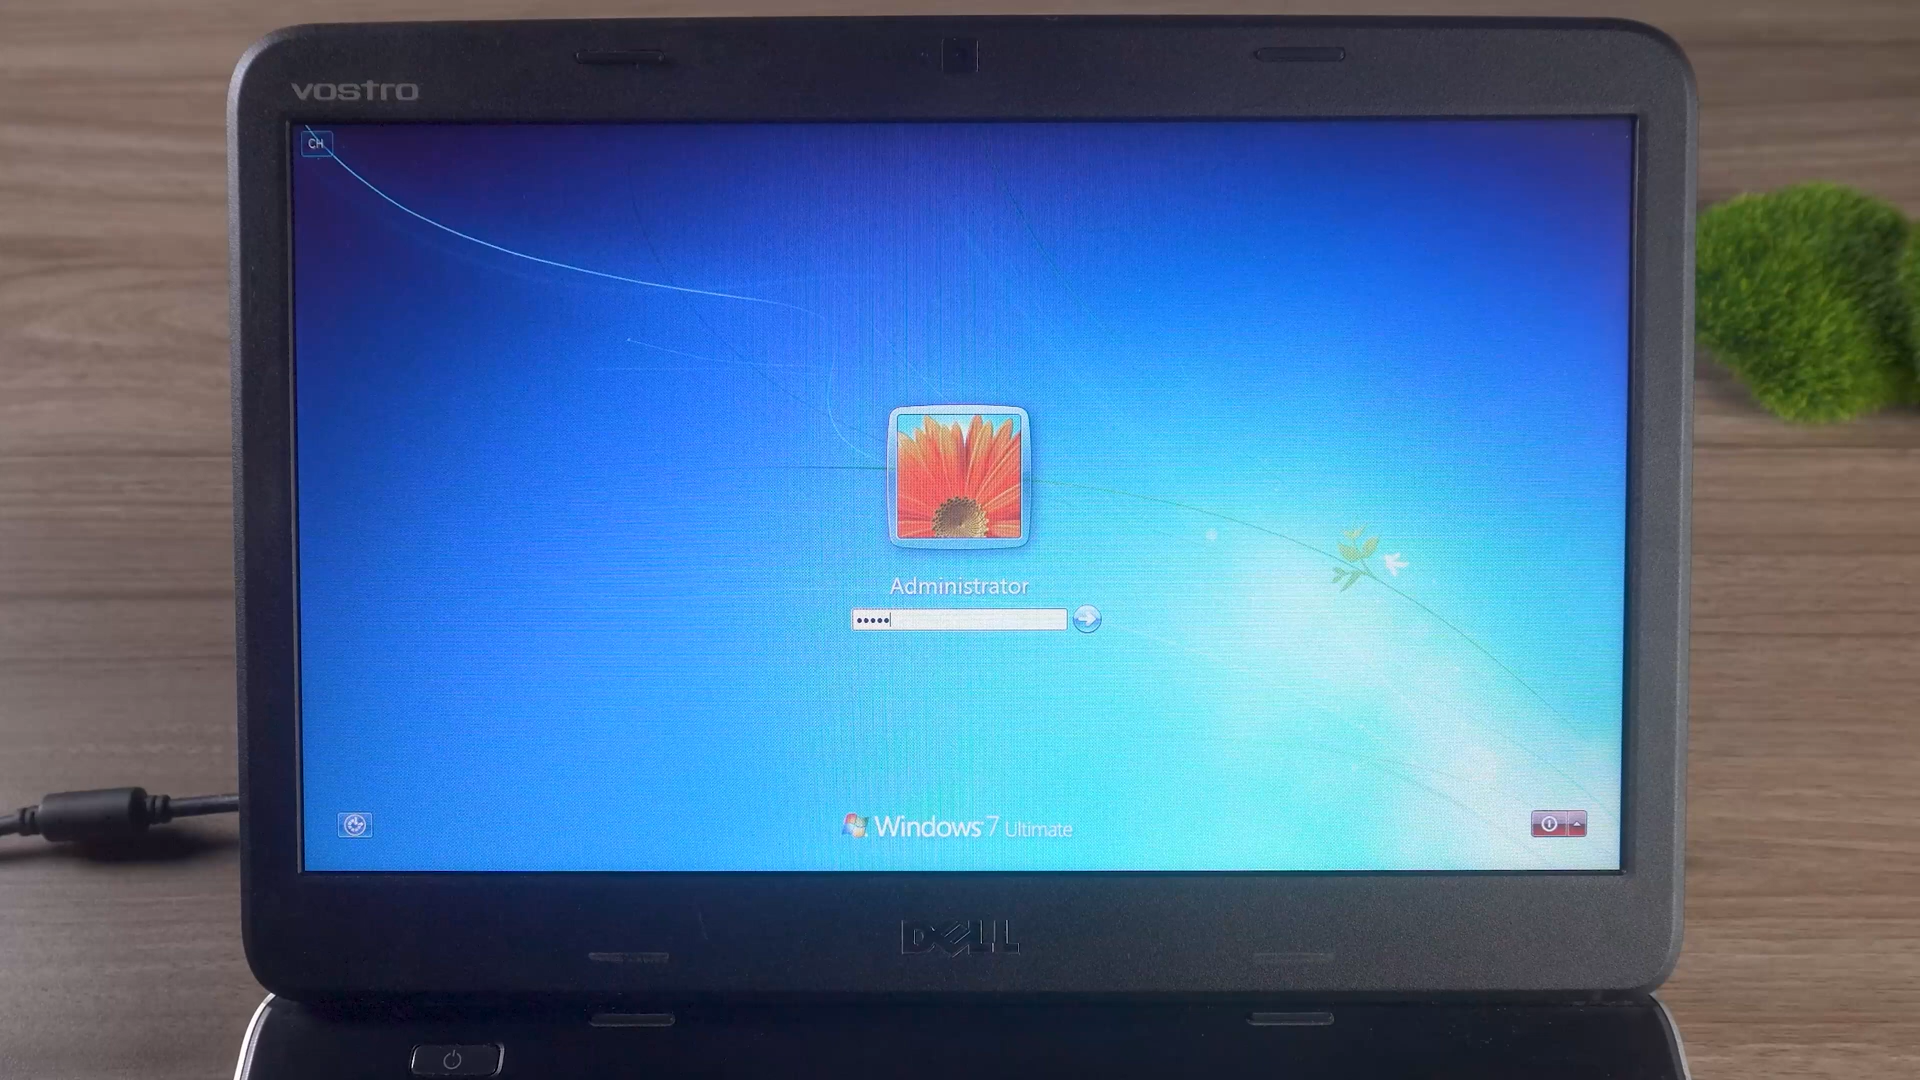 vostro
CH
Administrator
•••••
Windows 7 Ultimate
DELL